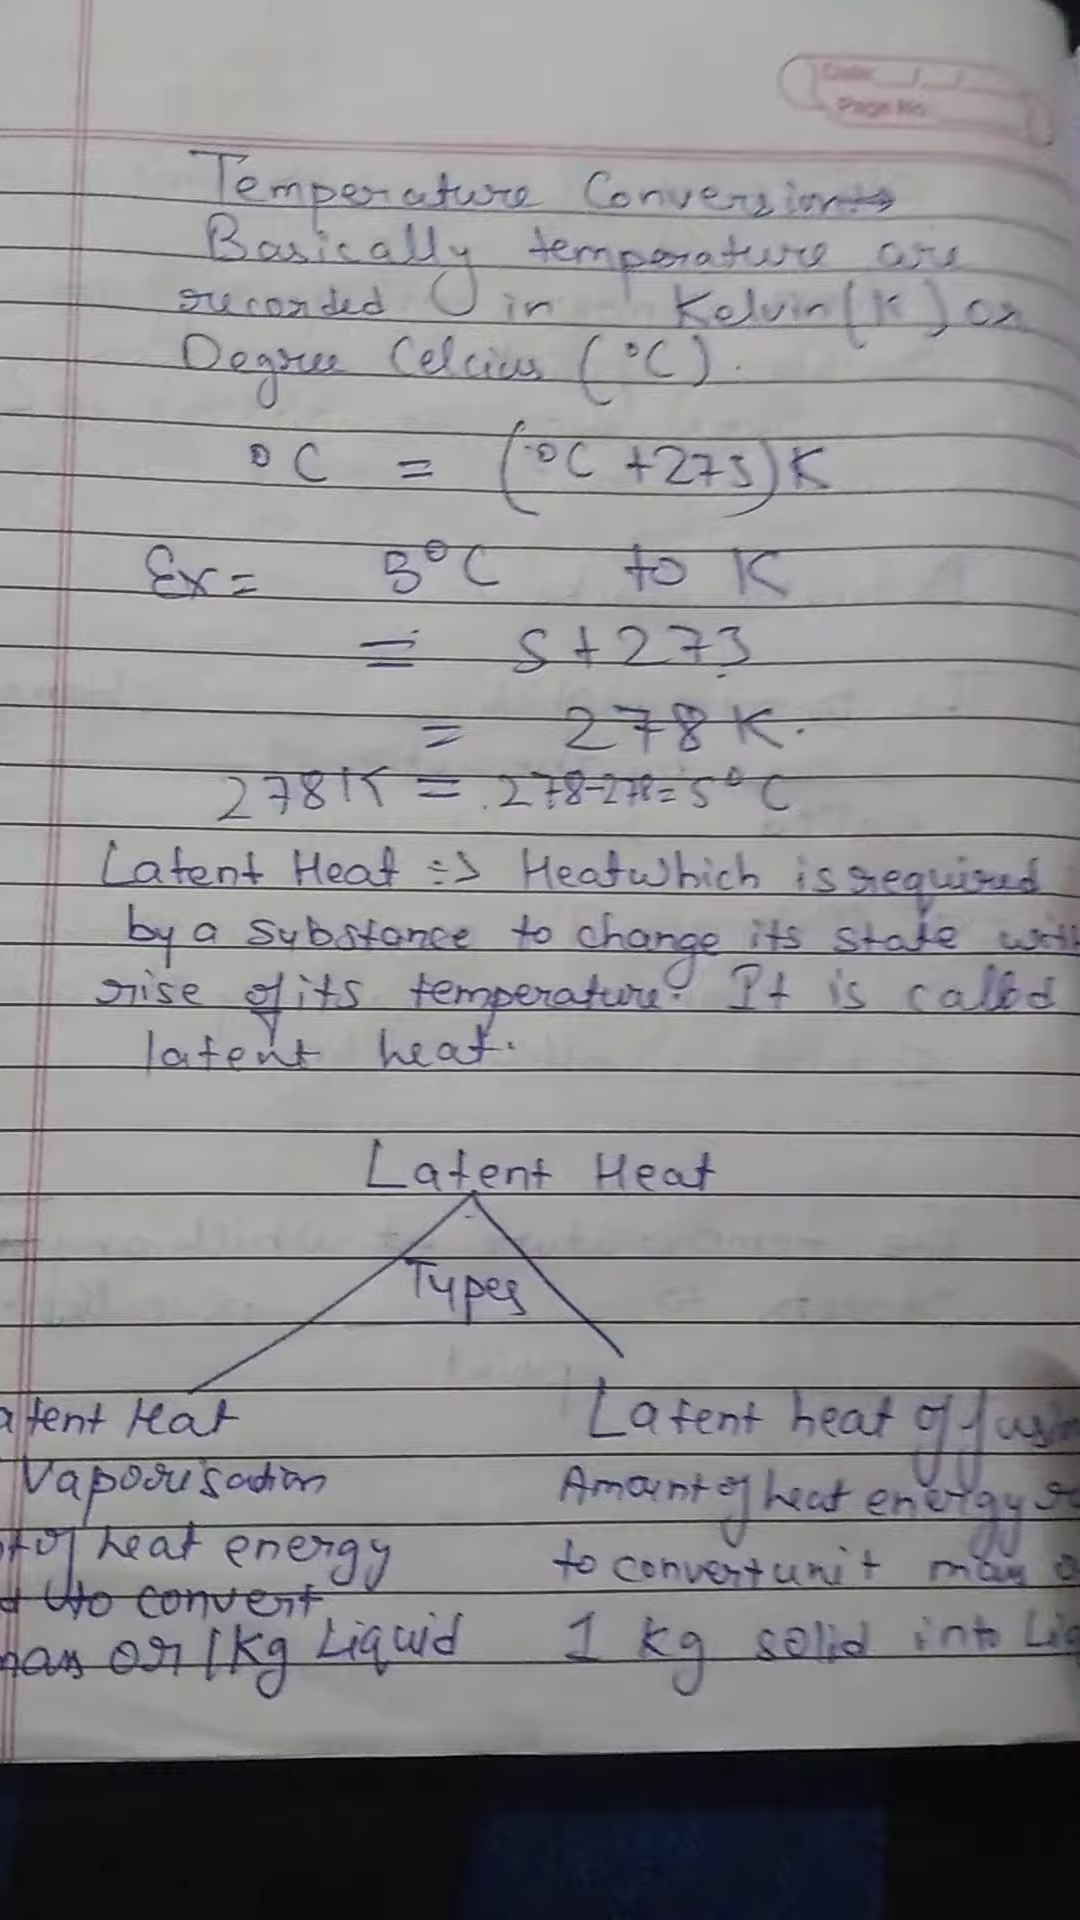 Date / /
Page No.
Temperature Conversion→
Basically temperature are
recorded in Kelvin (K) or
Degree Celcius (°C).
°C = (°C + 273) K
Ex = 5°C to K
= 5+273
= 278 K.
278 K = 278-278=5°C
Latent Heat => Heat which is required
by a substance to change its state
rise of its temperature. It is called
latent heat.
Latent Heat
Types
Heat
Latent heat of
Vaporisation
Amount of heat energy
of heat energy
to convert unit mass
to convert
mass or 1 kg Liquid
1 kg solid into